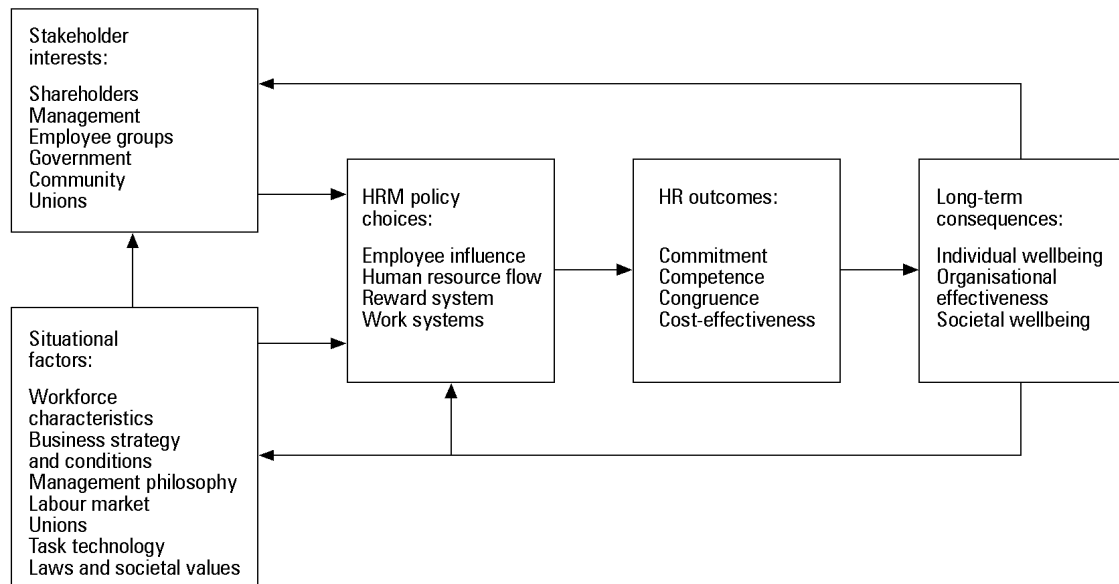 Stakeholder
interests:
Shareholders
Management
Employee groups
Government
Community
Unions
Situational
factors:
Workforce
characteristics
Business strategy
and conditions
Management philosophy
Labour market
Unions
Task technology
Laws and societal values
HRM policy
choices:
Employee influence
Human resource flow
Reward system
Work systems
HR outcomes:
Commitment
Competence
Congruence
Cost-effectiveness
Long-term
consequences:
Individual wellbeing
Organisational
effectiveness
Societal wellbeing